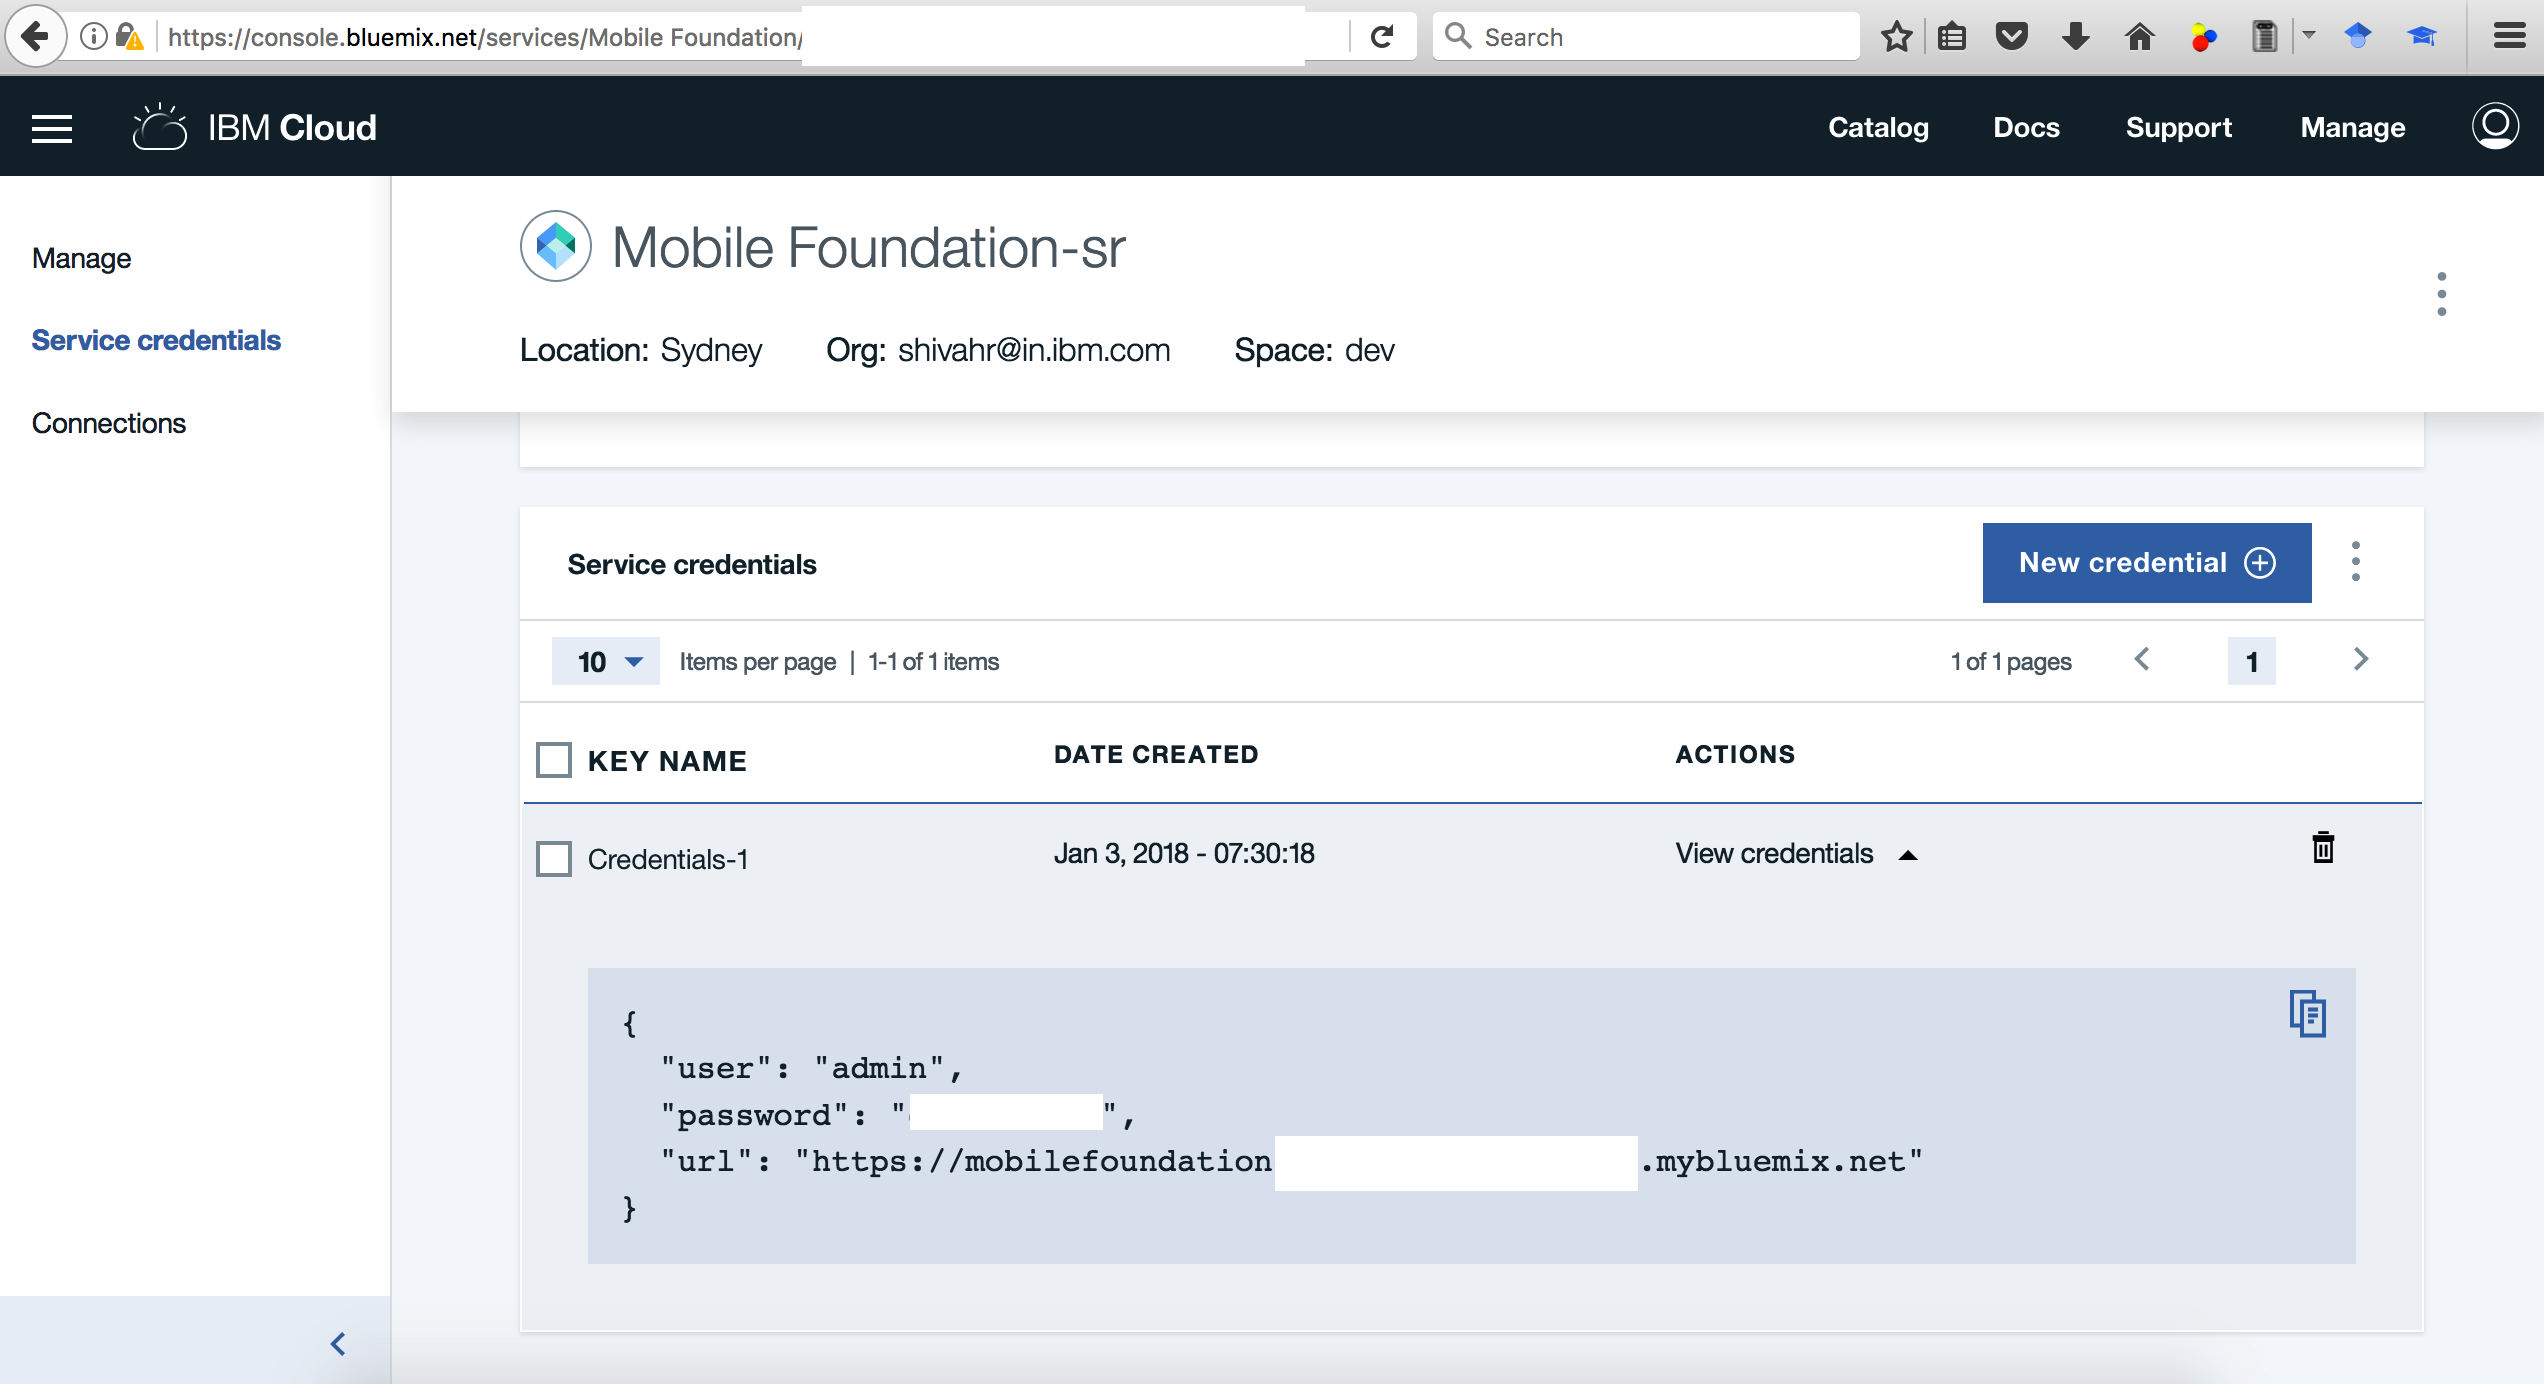 https://console.bluemix.net/services/Mobile Foundation/
Search
IBM Cloud
Catalog
Docs
Support
Manage
Manage
Service credentials
Connections
Mobile Foundation-sr
Location: Sydney
Org: shivahr@in.ibm.com
Space: dev
Service credentials
New credential
10
Items per page | 1-1 of 1 items
1 of 1 pages
1
KEY NAME
DATE CREATED
ACTIONS
Credentials-1
Jan 3, 2018 - 07:30:18
View credentials
{
"user": "admin",
"password": "",
"url": "https://mobilefoundation .mybluemix.net"
}